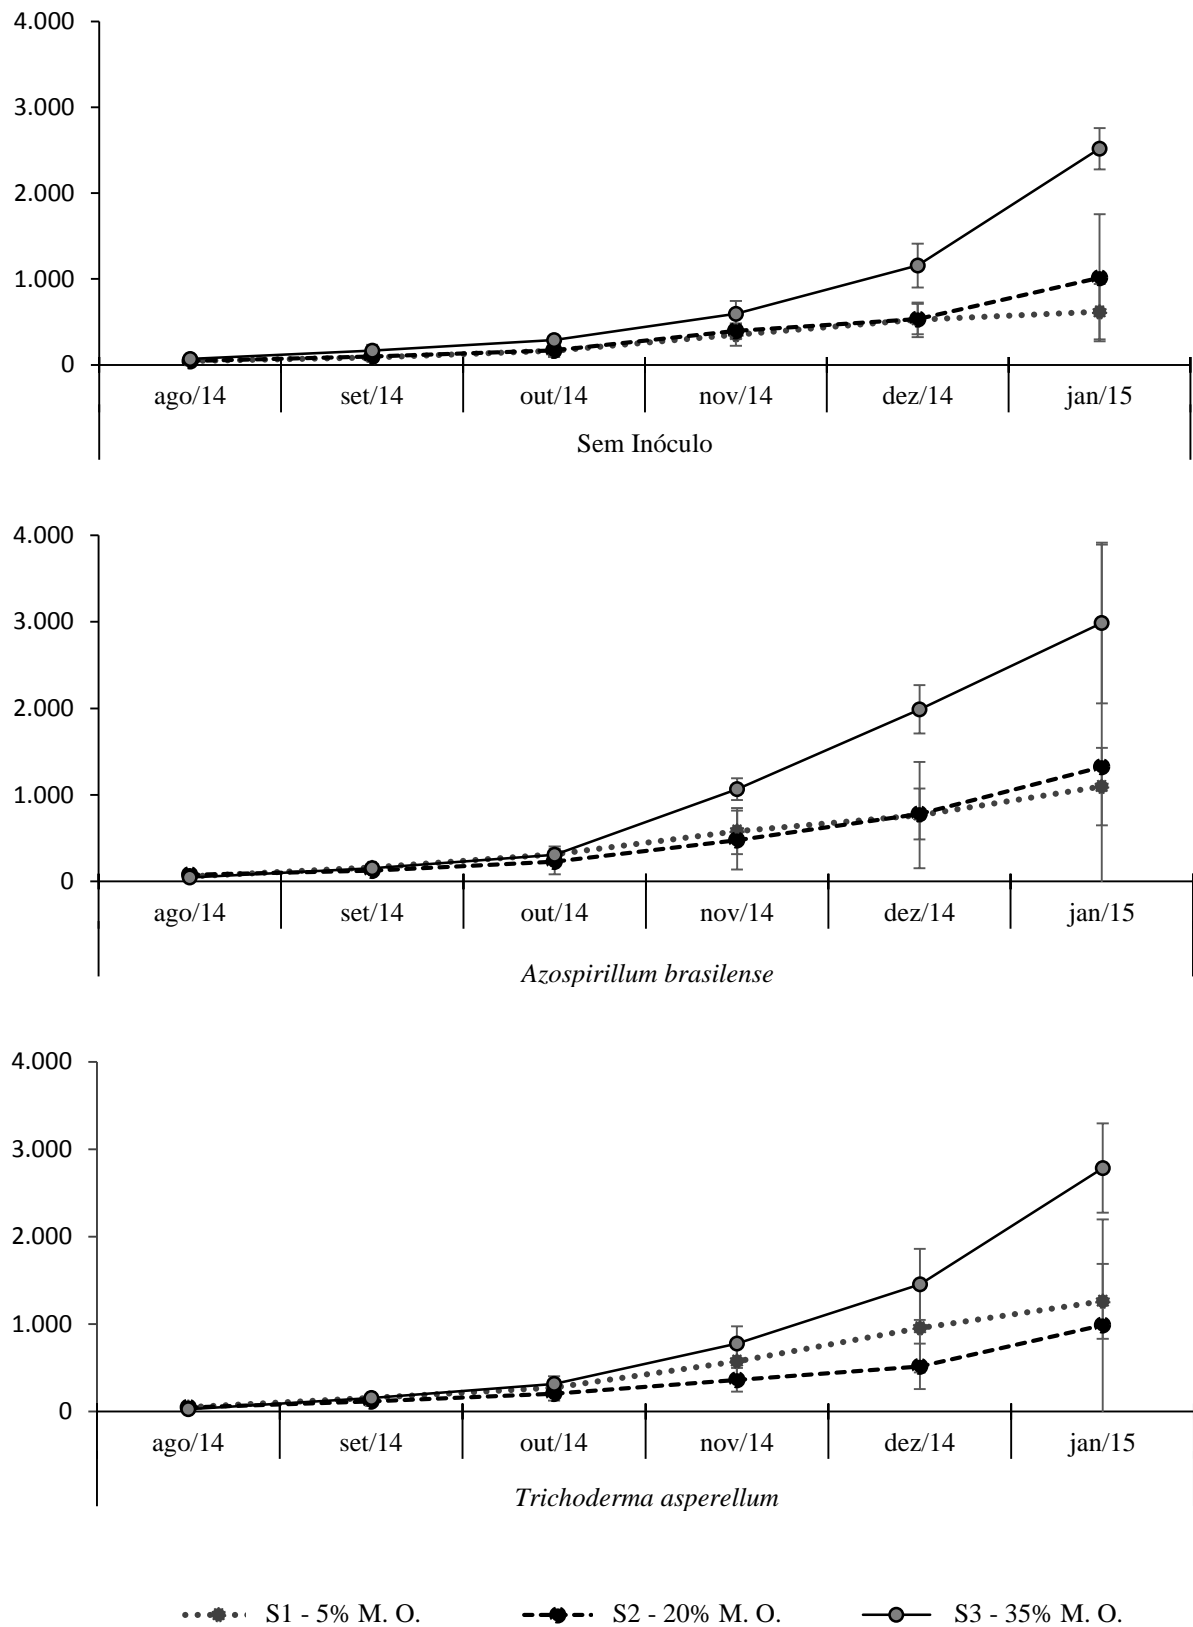 4.000
3.000
2.000
1.000
0
ago/14 set/14 out/14 nov/14 dez/14 jan/15
Sem Inóculo
4.000
3.000
2.000
1.000
0
ago/14 set/14 out/14 nov/14 dez/14 jan/15
Azospirillum brasilense
4.000
3.000
2.000
1.000
0
ago/14 set/14 out/14 nov/14 dez/14 jan/15
Trichoderma asperellum
S1 - 5% M. O. S2 - 20% M. O. S3 - 35% M. O.